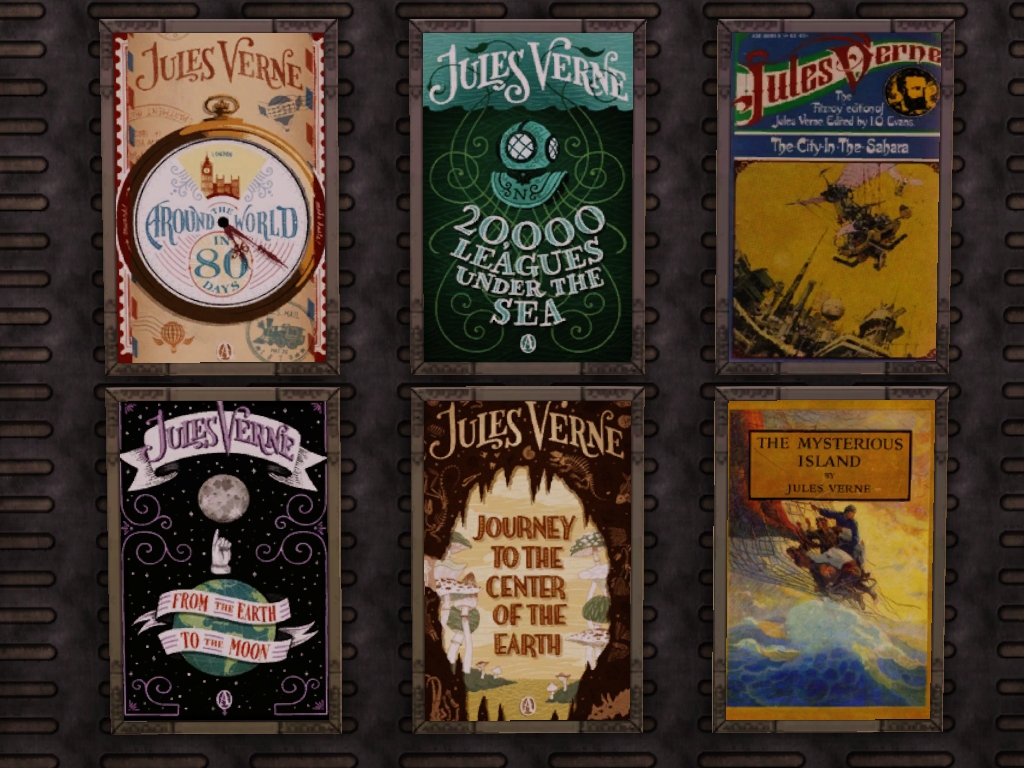 JULES VERNE
LONDON
AROUND THE WORLD
IN
80
DAYS
JULES VERNE
N
20,000
LEAGUES
UNDER THE
SEA
A
Jules Verne
The
Fitzroy edition of
Jules Verne Edited by I.O. Evans.
The City In The Sahara
JULES VERNE
FROM THE EARTH
TO THE MOON
A
JULES VERNE
JOURNEY
TO THE
CENTER
OF THE
EARTH
A
THE MYSTERIOUS
ISLAND
BY
JULES VERNE